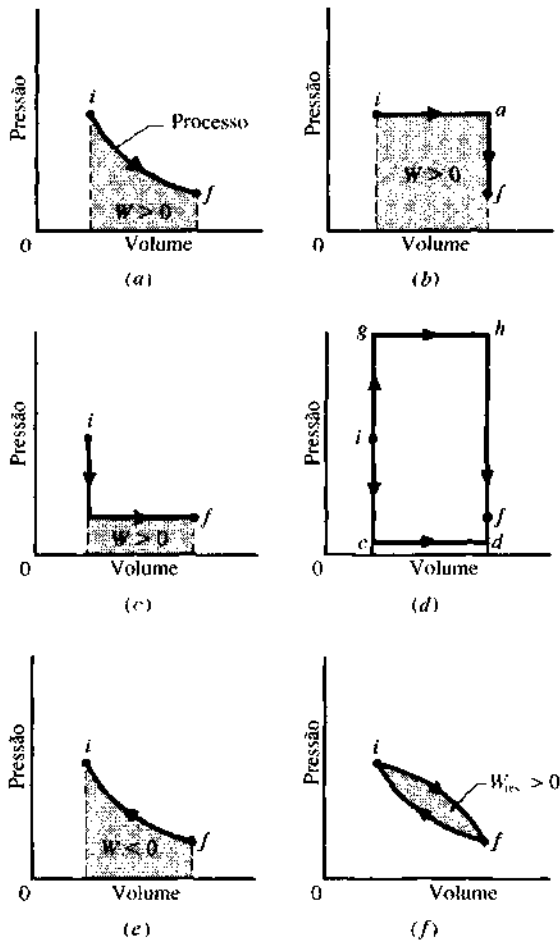 Pressão
i
Processo
f
W > 0
0
Volume
(a)
Pressão
i
a
W > 0
f
0
Volume
(b)
Pressão
i
f
W > 0
0
Volume
(c)
Pressão
g
h
i
f
c
d
0
Volume
(d)
Pressão
i
f
W < 0
0
Volume
(e)
Pressão
i
W > 0
f
0
Volume
(f)